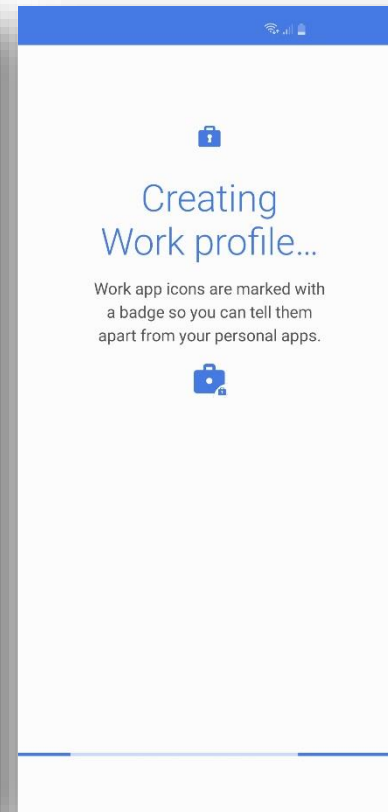 Creating
Work profile...
Work app icons are marked with
a badge so you can tell them
apart from your personal apps.